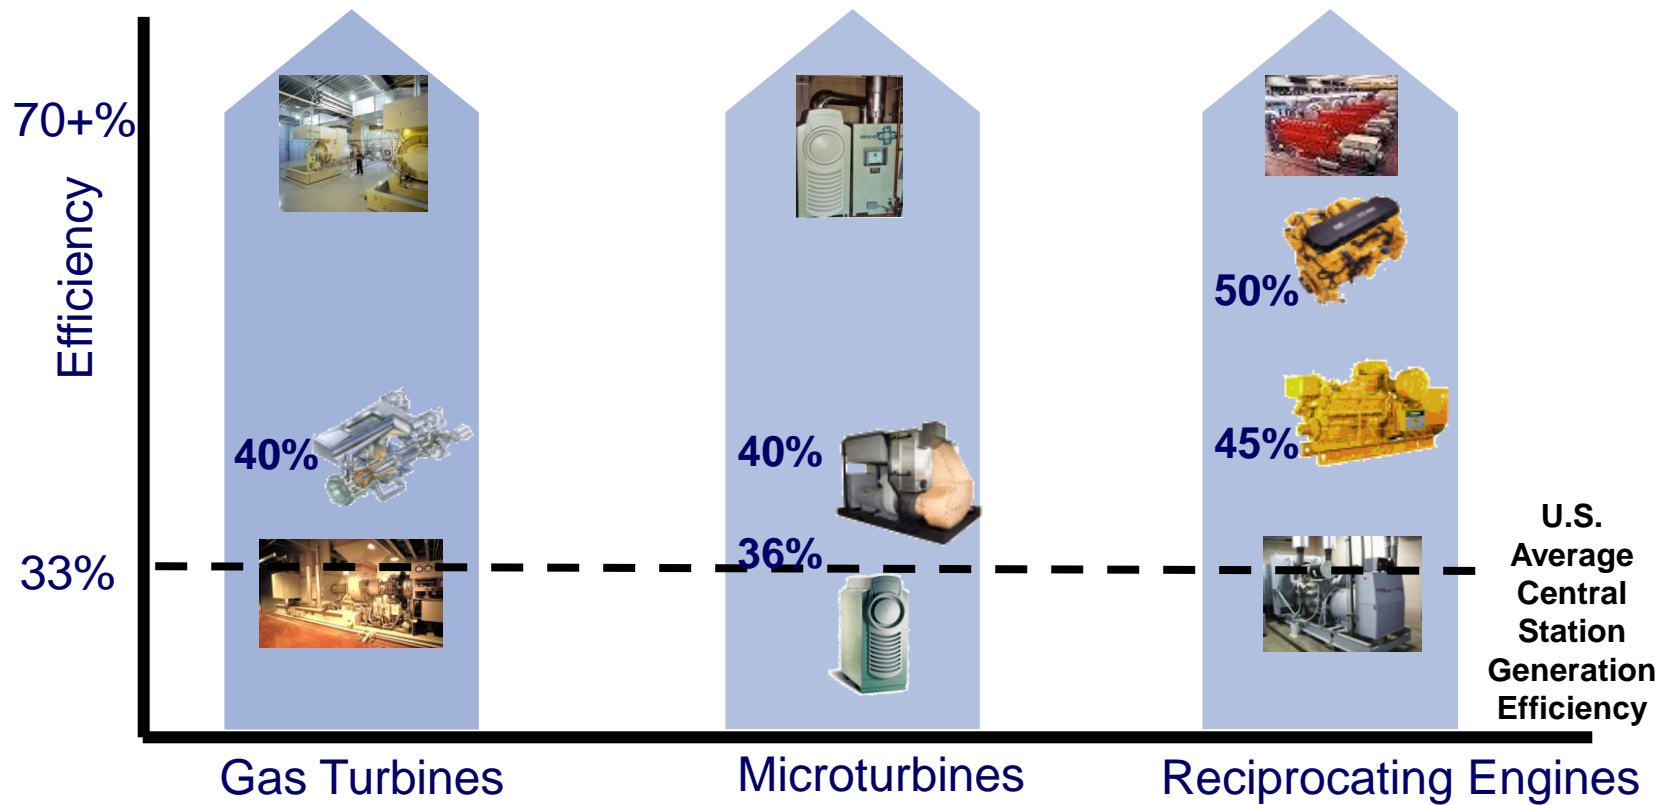 70+%
Efficiency
50%
40%
40%
45%
36%
33%
U.S.
Average
Central
Station
Generation
Efficiency
Gas Turbines
Microturbines
Reciprocating Engines